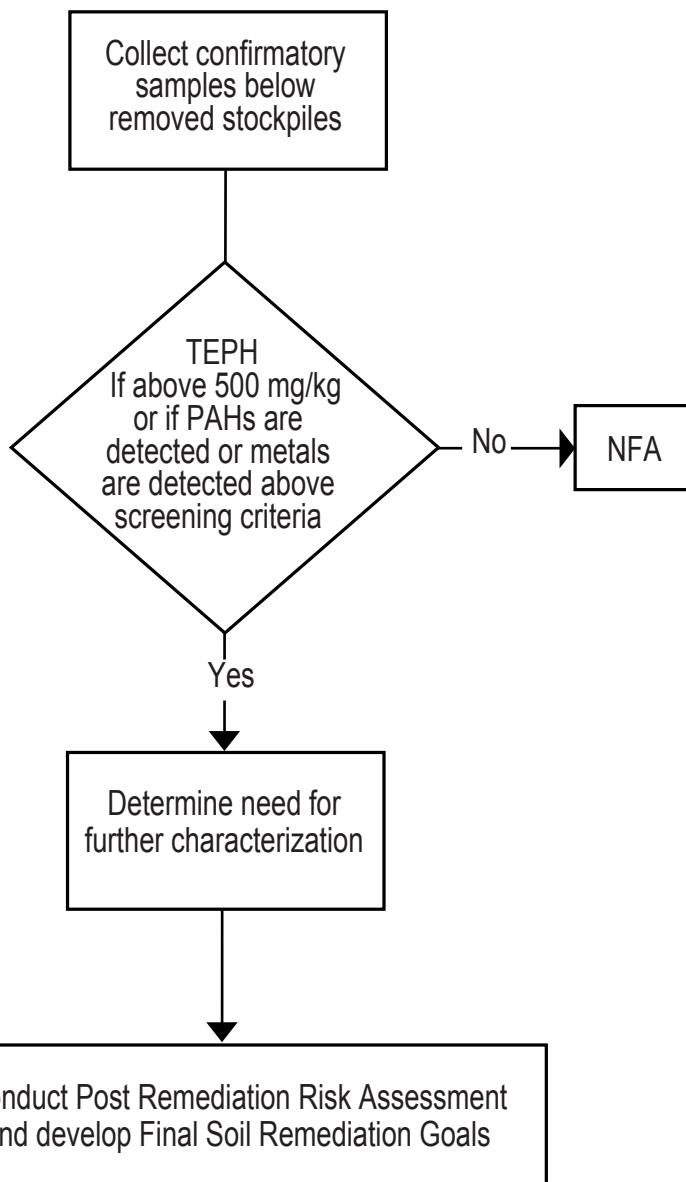 Collect confirmatory
samples below
removed stockpiles
TEPH
If above 500 mg/kg
or if PAHs are
detected or metals
are detected above
screening criteria
No
NFA
Yes
Determine need for
further characterization
Post Remediation Risk Assessment
develop Final Soil Remediation Goals